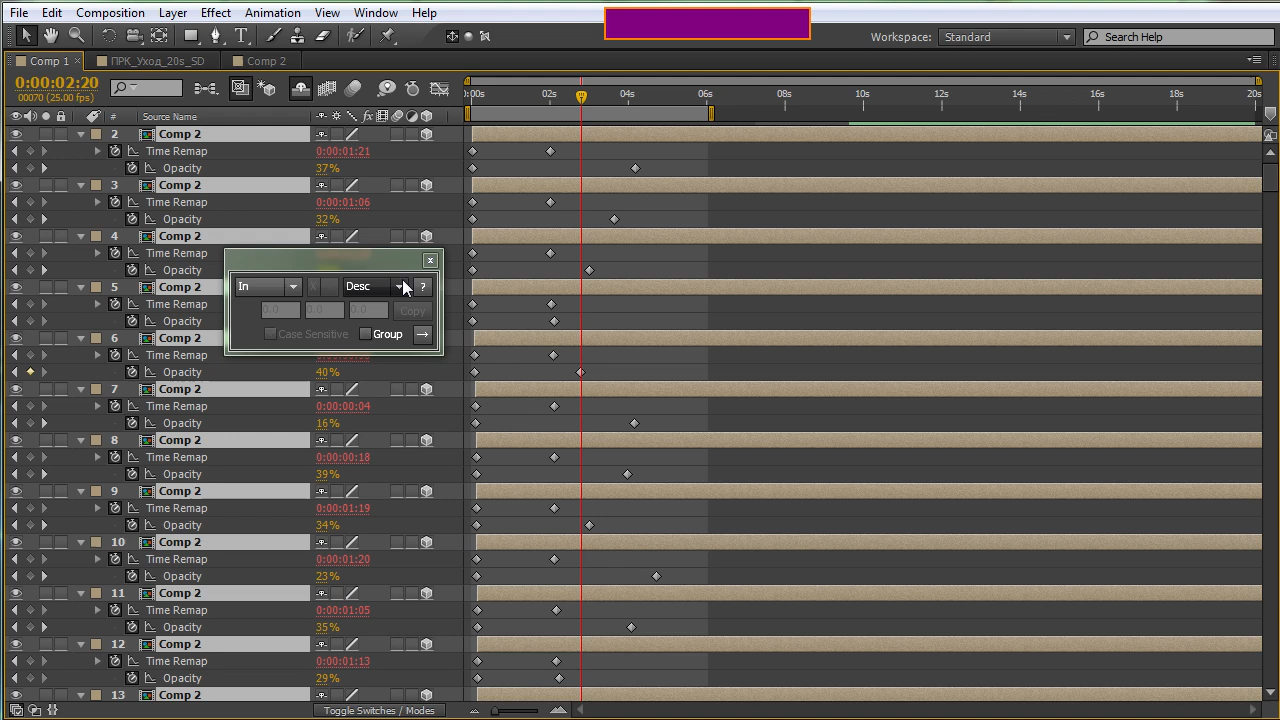 File Edit Composition Layer Effect Animation View Window Help
Workspace: Standard Search Help
Comp 1 × ПРК_Уход_20s_SD Comp 2
0:00:02:20
00070 (25.00 fps)
0:00s 02s 04s 06s 08s 10s 12s 14s 16s 18s 20s
# Source Name fx
2 Comp 2
Time Remap 0:00:01:21
Opacity 37%
3 Comp 2
Time Remap 0:00:01:06
Opacity 32%
4 Comp 2
Time Remap
Opacity
In X Desc ?
0.0 0.0 0.0 Copy
Case Sensitive Group →
5 Comp 2
Time Remap
Opacity
6 Comp 2
Time Remap
Opacity 40%
7 Comp 2
Time Remap 0:00:00:04
Opacity 16%
8 Comp 2
Time Remap 0:00:00:18
Opacity 39%
9 Comp 2
Time Remap 0:00:01:19
Opacity 34%
10 Comp 2
Time Remap 0:00:01:20
Opacity 23%
11 Comp 2
Time Remap 0:00:01:05
Opacity 35%
12 Comp 2
Time Remap 0:00:01:13
Opacity 29%
13 Comp 2
Toggle Switches / Modes